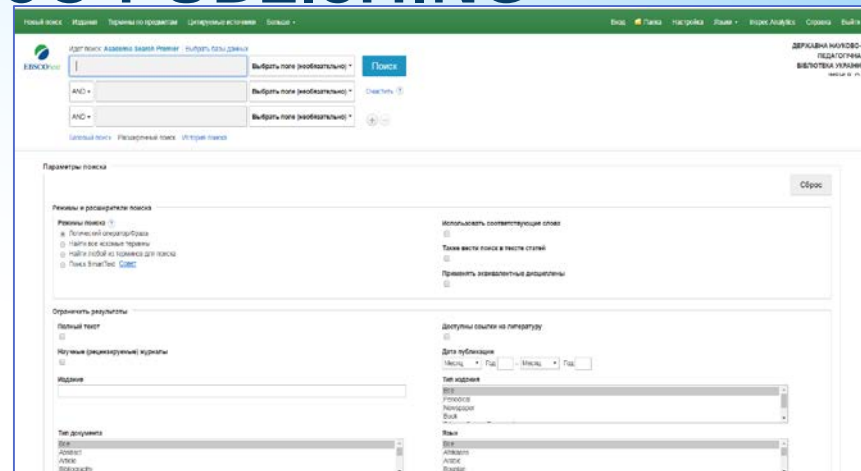 Новый поиск Издания Термины по предметам Цитируемые источники Больше
Вход Папка Настройка Языки Inspec Analytics Справка Выйти
Идет поиск: Academic Search Premier Выбрать базы данных
EBSCOhost
Выбрать поле (необязательно) Поиск
AND Выбрать поле (необязательно) Очистить ?
AND Выбрать поле (необязательно) + -
Базовый поиск Расширенный поиск История поиска
ДЕРЖАВНА НАУКОВО-
ПЕДАГОГІЧНА
БІБЛІОТЕКА УКРАЇНИ
Параметры поиска
Сброс
Режимы и расширители поиска
Режимы поиска ?
Логический оператор/Фраза
Найти все искомые термины
Найти любой из терминов для поиска
Поиск SmartText Совет
Использовать соответствующие слова
Также вести поиск в тексте статей
Применить эквивалентные дисциплины
Ограничить результаты
Полный текст
Научные (рецензируемые) журналы
Издание
Тип документа
Все
Abstract
Article
Bibliography
Доступны ссылки на литературу
Дата публикации
Месяц Год: - Месяц Год:
Тип издания
Все
Periodical
Newspaper
Book
Язык
Все
Afrikaans
Arabic
Bosnian